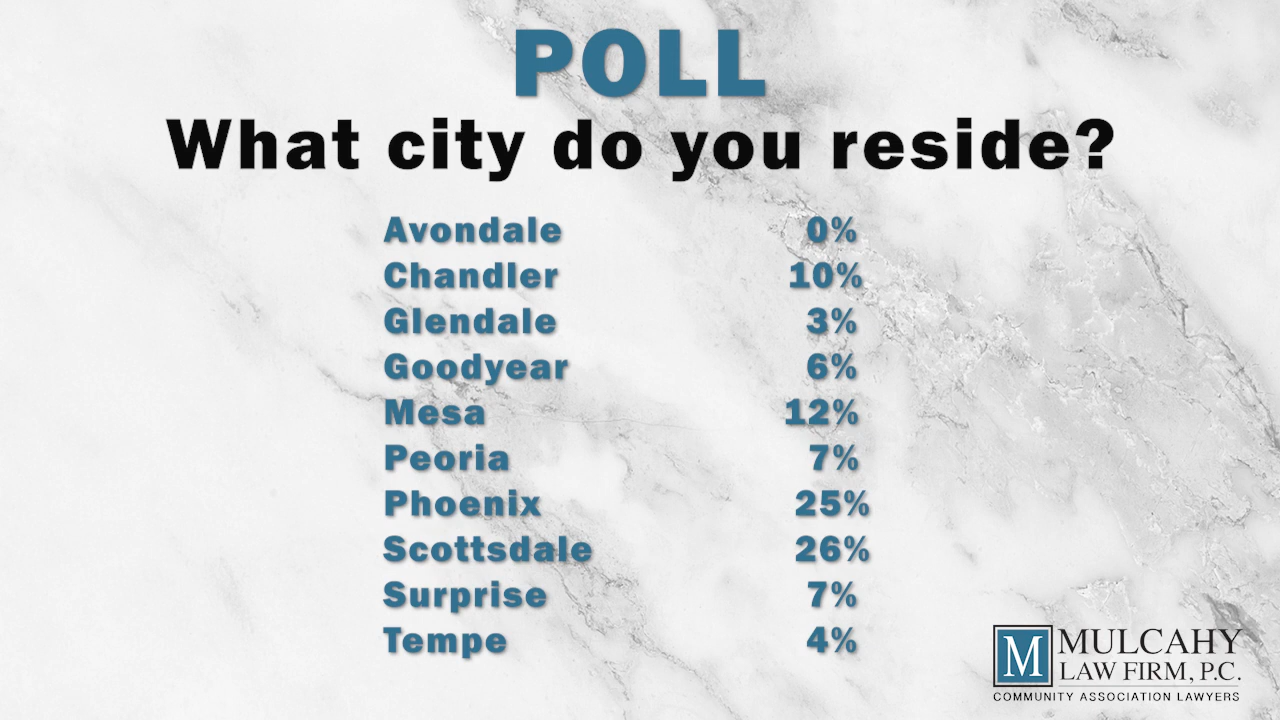 POLL
What city do you reside?
Avondale 0%
Chandler 10%
Glendale 3%
Goodyear 6%
Mesa 12%
Peoria 7%
Phoenix 25%
Scottsdale 26%
Surprise 7%
Tempe 4%
M MULCAHY
LAW FIRM, P.C.
COMMUNITY ASSOCIATION LAWYERS